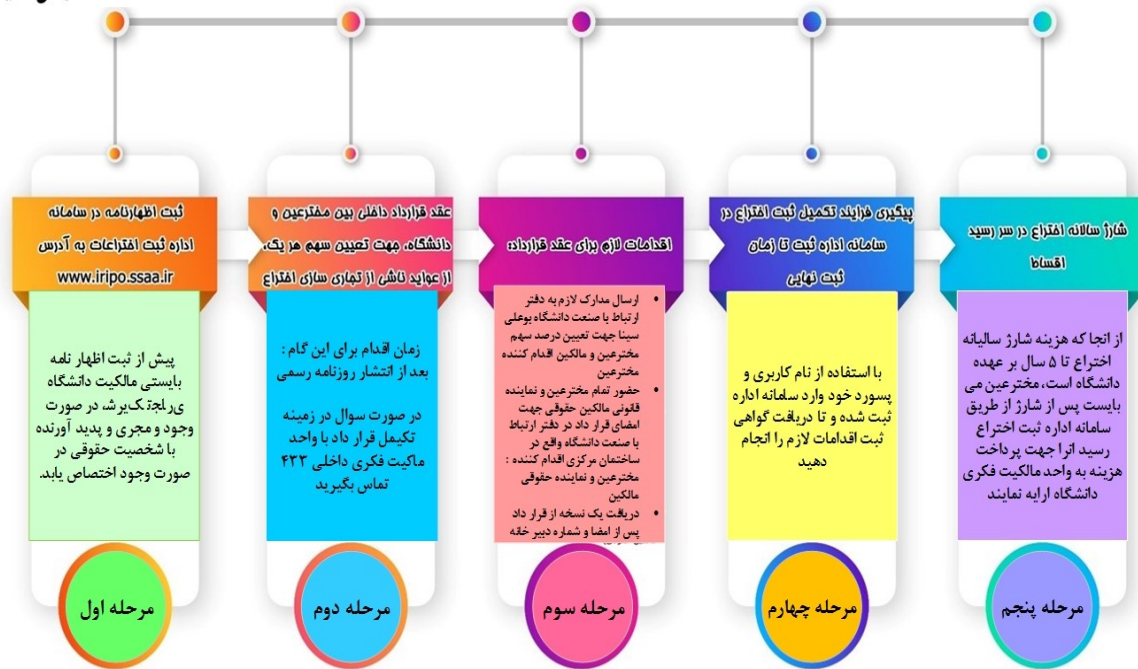 ثبت اظهارنامه در سامانه
اداره ثبت اختراعات به آدرس
www.iripo.ssaa.ir
پیش از ثبت اظهار نامه
بایستی مالکیت دانشگاه
در صورت
وجود و مجری و پدید آورنده
با شخصیت حقوقی در
صورت وجود اختصاص یابد.
مرحله اول
عقد قرارداد داخلی بین مخترعین و
دانشگاه، جهت تعیین سهم هر یک،
از عواید ناشی از تجاری سازی اختراع
زمان اقدام برای این گام :
بعد از انتشار روزنامه رسمی
در صورت سوال در زمینه
تکیمل قرار داد با واحد
ماکیت فکری داخلی ۴۳۳
تماس بگیرید
مرحله دوم
اقدامات لازم برای عقد قرارداد:
• ارسال مدارک لازم به دفتر
ارتباط با صنعت دانشگاه بوعلی
سینا جهت تعیین درصد سهم
مخترعین و مالکین اقدام کننده
مخترعین
• حضور تمام مخترعین و نماینده
قانونی مالکین حقوقی جهت
امضای قرار داد در دفتر ارتباط
با صنعت دانشگاه واقع در
ساختمان مرکزی اقدام کننده :
مخترعین و نماینده حقوقی
مالکین
• دریافت یک نسخه از قرار داد
پس از امضا و شماره دبیر خانه
مرحله سوم
پیگیری فرایند تکمیل ثبت اختراع در
سامانه اداره ثبت تا زمان
ثبت نهایی
با استفاده از نام کاربری و
پسورد خود وارد سامانه اداره
ثبت شده و تا دریافت گواهی
ثبت اقدامات لازم را انجام
دهید
مرحله چهارم
شارژ سالانه اختراع در سر رسید
اقساط
از انجا که هزینه شارژ سالیانه
اختراع تا ۵ سال بر عهده
دانشگاه است، مخترعین می
بایست پس از شارژ از طریق
سامانه اداره ثبت اختراع
رسید انرا جهت پرداخت
هزینه به واحد مالکیت فکری
دانشگاه ارایه نمایند
مرحله پنجم